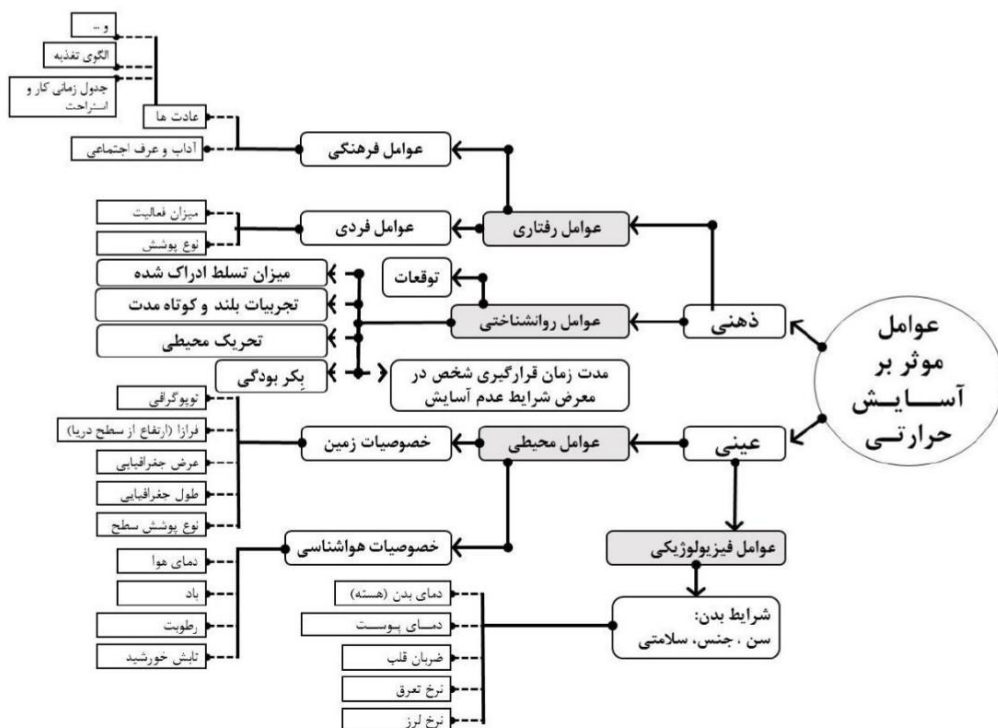 عوامل
موثر بر
آسایش
حرارتی
ذهنی
عینی
عوامل رفتاری
عوامل فرهنگی
عادت ها
و ...
الگوی تغذیه
جدول زمانی کار و
استراحت
آداب و عرف اجتماعی
عوامل فردی
میزان فعالیت
نوع پوشش
عوامل روانشناختی
توقعات
میزان تسلط ادراک شده
تجربیات بلند و کوتاه مدت
تحریک محیطی
بِکر بودگی
مدت زمان قرارگیری شخص در
معرض شرایط عدم آسایش
عوامل محیطی
خصوصیات زمین
توپوگرافی
فرازا (ارتفاع از سطح دریا)
عرض جغرافیایی
طول جغرافیایی
نوع پوشش سطح
خصوصیات هواشناسی
دمای هوا
باد
رطوبت
تابش خورشید
عوامل فیزیولوژیکی
شرایط بدن:
سن ، جنس، سلامتی
دمای بدن (هسته)
دمای پوست
ضربان قلب
نرخ تعرق
نرخ لرز